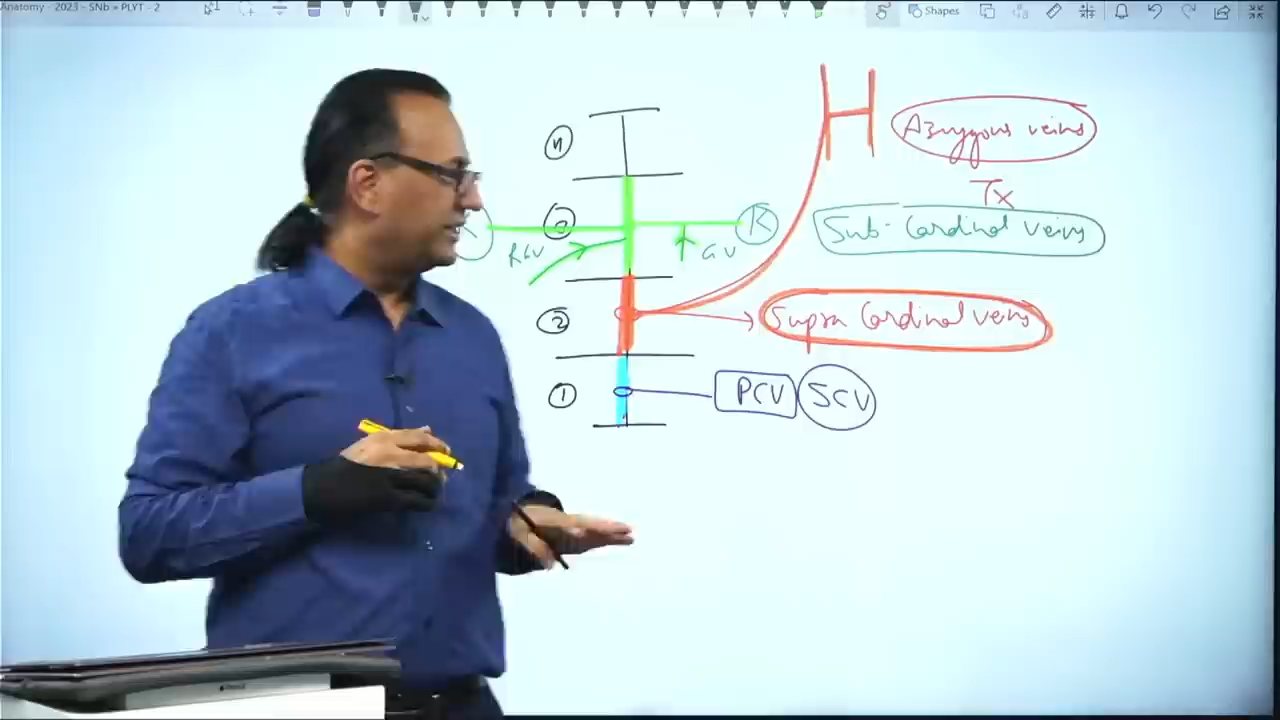 Anatomy - 2023 - SNb » PLYT - 2
Shapes
4
Azygous veins
Tx
3
K
RGV
GV
Sub-Cardinal veins
2
Supra Cardinal veins
1
PCV
SCV